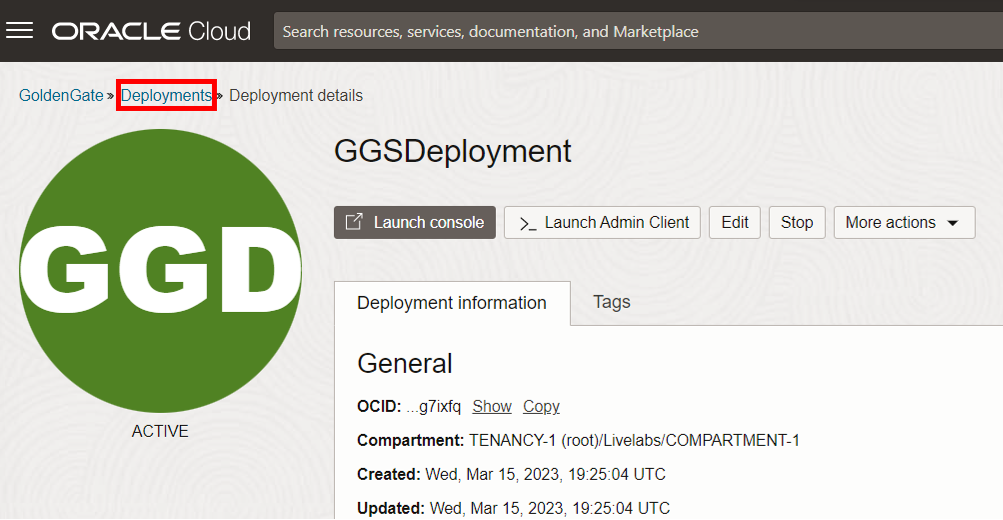 ORACLE Cloud
Search resources, services, documentation, and Marketplace
GoldenGate » Deployments » Deployment details
GGD
ACTIVE
GGSDeployment
Launch console
Launch Admin Client
Edit
Stop
More actions
Deployment information
Tags
General
OCID: ...g7ixfq Show Copy
Compartment: TENANCY-1 (root)/Livelabs/COMPARTMENT-1
Created: Wed, Mar 15, 2023, 19:25:04 UTC
Updated: Wed, Mar 15, 2023, 19:25:04 UTC